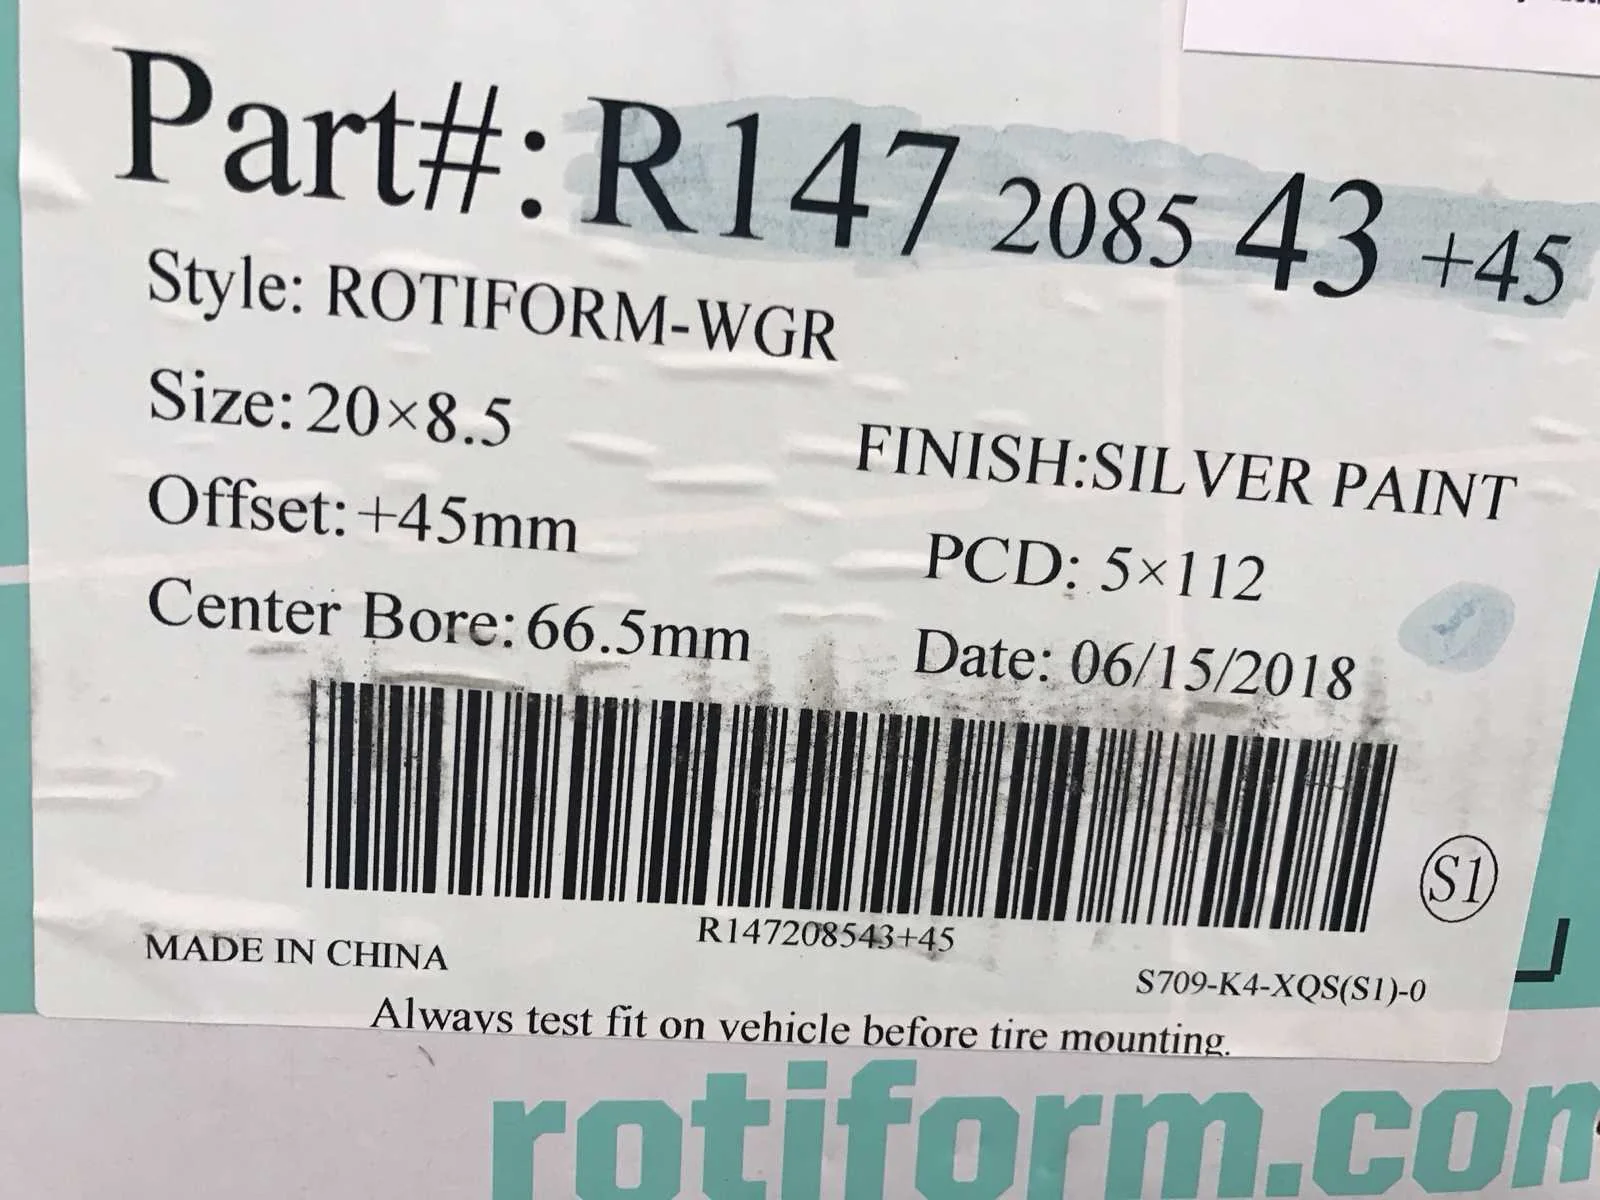 Part#: R147 2085 43 +45
Style: ROTIFORM-WGR
Size: 20×8.5
FINISH:SILVER PAINT
Offset: +45mm
PCD: 5×112
Center Bore: 66.5mm
Date: 06/15/2018
S1
R147208543+45
MADE IN CHINA
S709-K4-XQS(S1)-0
Always test fit on vehicle before tire mounting.
rotiform.com